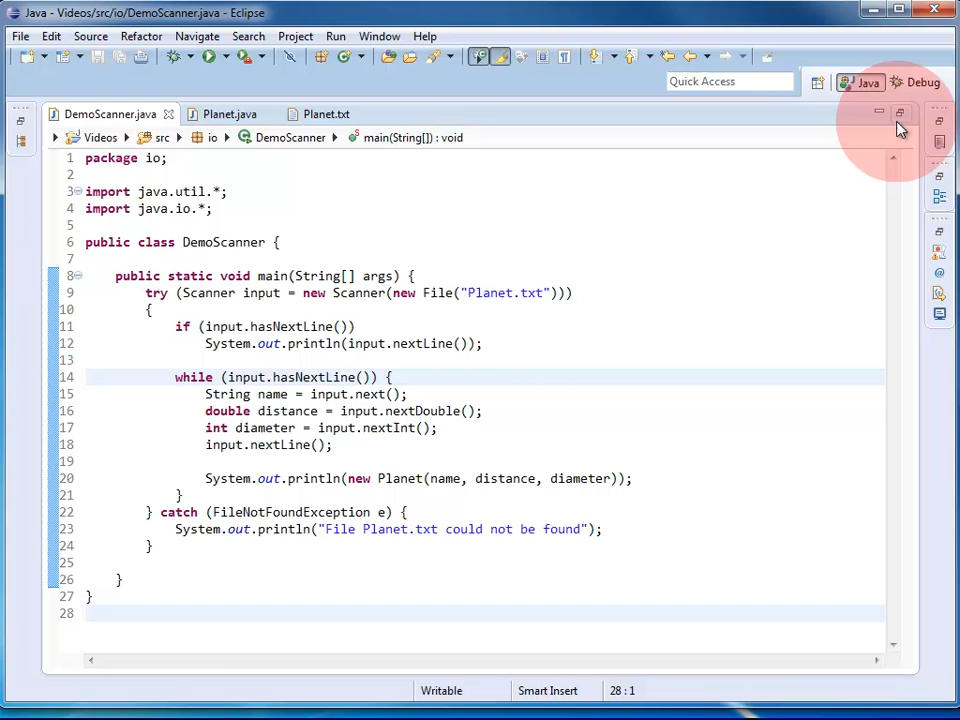 Java - Videos/src/io/DemoScanner.java - Eclipse
File Edit Source Refactor Navigate Search Project Run Window Help
Quick Access
Java
Debug
DemoScanner.java Planet.java Planet.txt
Videos src io DemoScanner main(String[]) : void
1 package io;
2
3 import java.util.*;
4 import java.io.*;
5
6 public class DemoScanner {
7
8 public static void main(String[] args) {
9 try (Scanner input = new Scanner(new File("Planet.txt")))
10 {
11 if (input.hasNextLine())
12 System.out.println(input.nextLine());
13
14 while (input.hasNextLine()) {
15 String name = input.next();
16 double distance = input.nextDouble();
17 int diameter = input.nextInt();
18 input.nextLine();
19
20 System.out.println(new Planet(name, distance, diameter));
21 }
22 } catch (FileNotFoundException e) {
23 System.out.println("File Planet.txt could not be found");
24 }
25
26 }
27 }
28
Writable Smart Insert 28 : 1